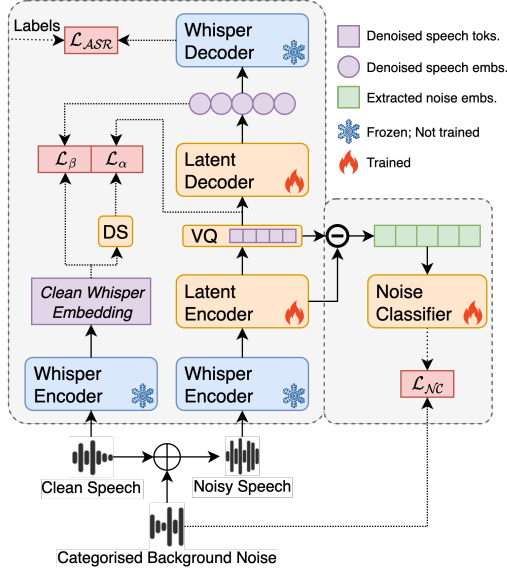 Labels
ℒ𝒜𝒮ℛ
Whisper
Decoder
Denoised speech toks.
Denoised speech embs.
Extracted noise embs.
Frozen; Not trained
Trained
ℒβ
ℒα
Latent
Decoder
DS
VQ
Clean Whisper
Embedding
Latent
Encoder
Noise
Classifier
Whisper
Encoder
Whisper
Encoder
ℒ𝒩𝒞
Clean Speech
Noisy Speech
Categorised Background Noise